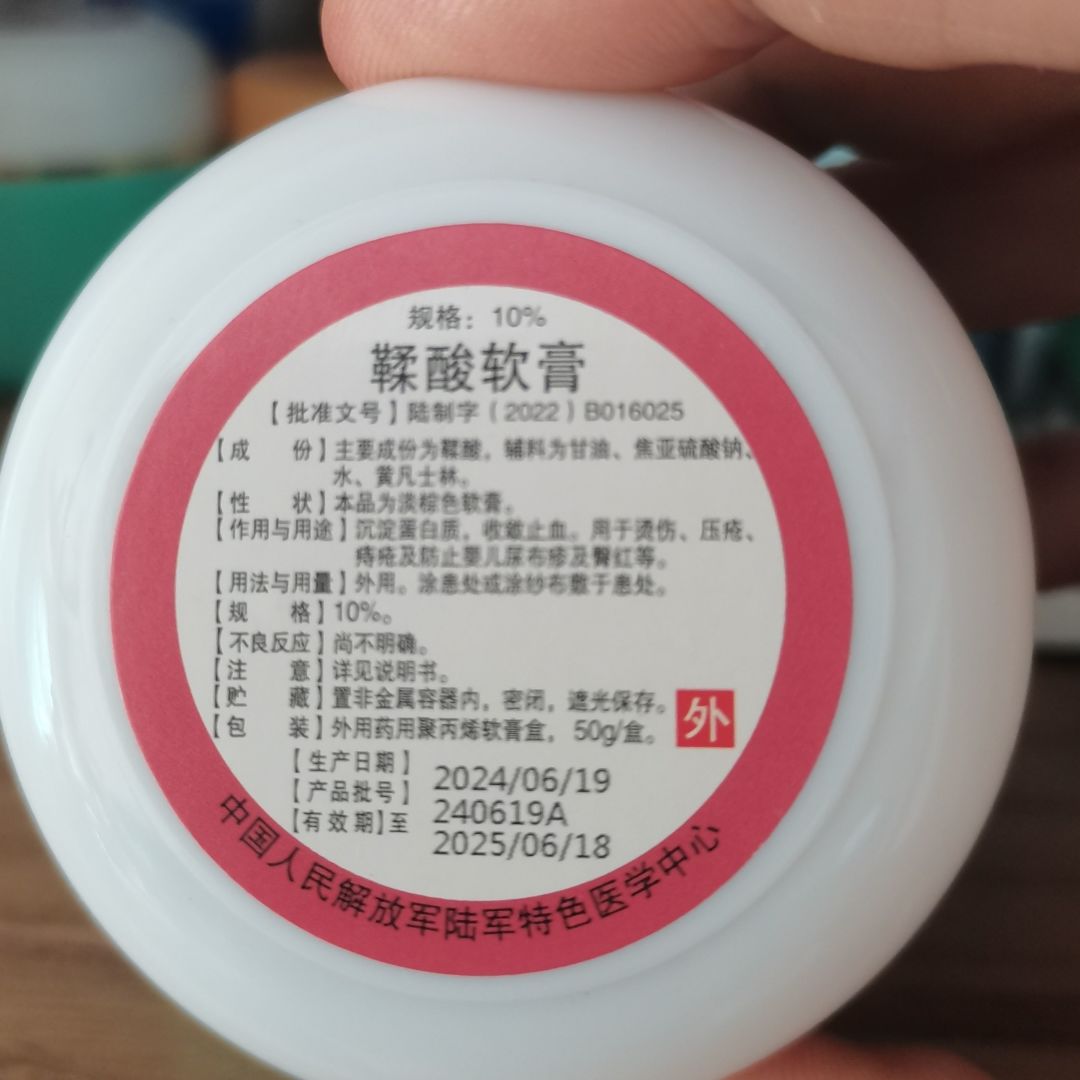 规格：10%
鞣酸软膏
【批准文号】陆制字（2022）B016025
【成 份】主要成份为鞣酸，辅料为甘油、焦亚硫酸钠、
水、黄凡士林。
【性 状】本品为淡棕色软膏。
【作用与用途】沉淀蛋白质，收敛止血。用于烫伤、压疮、
痔疮及防止婴儿尿布疹及臀红等。
【用法与用量】外用。涂患处或涂纱布敷于患处。
【规 格】10%。
【不良反应】尚不明确。
【注 意】详见说明书。
【贮 藏】置非金属容器内，密闭，遮光保存。
【包 装】外用药用聚丙烯软膏盒，50g/盒。
外
【生产日期】 2024/06/19
【产品批号】 240619A
【有效期】至 2025/06/18
中国人民解放军陆军特色医学中心